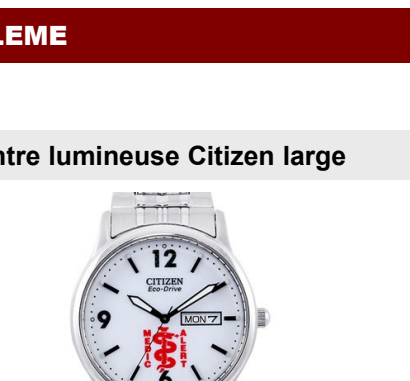 LEME
ntre lumineuse Citizen large
12
CITIZEN
Eco-Drive
9
MON 7
MEDIC
ALERT
6